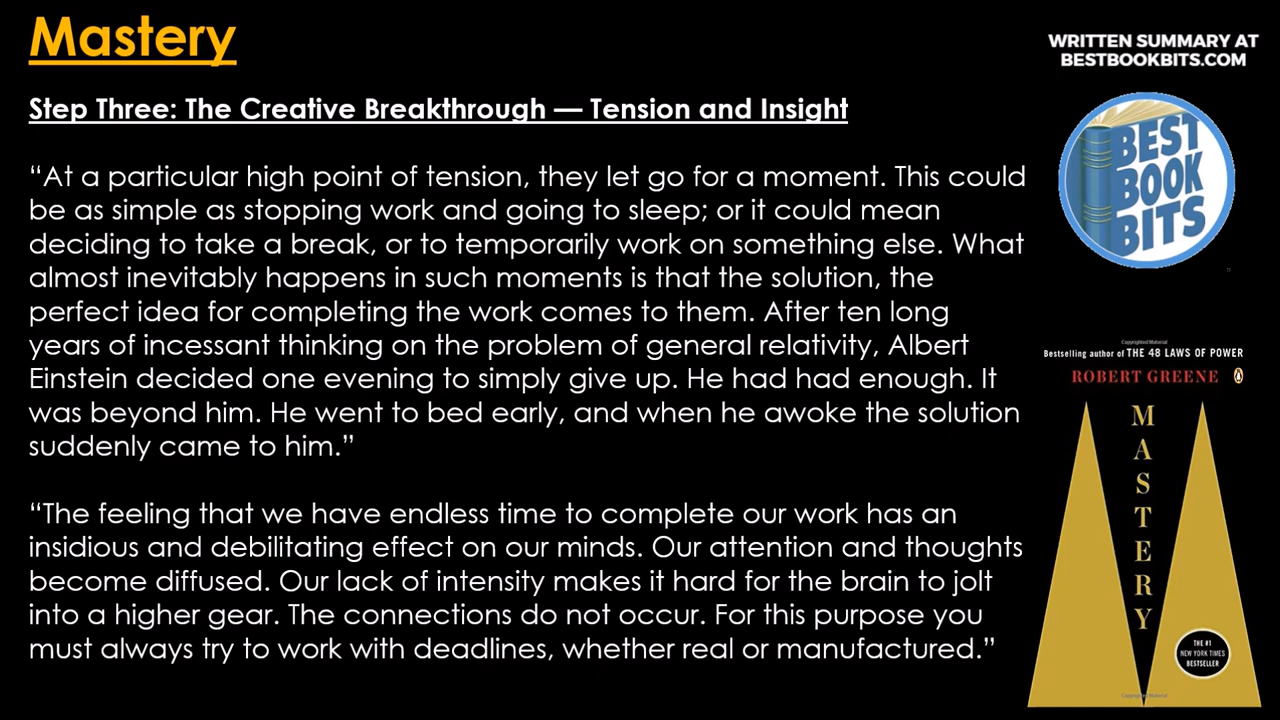 Mastery
Step Three: The Creative Breakthrough — Tension and Insight
“At a particular high point of tension, they let go for a moment. This could
be as simple as stopping work and going to sleep; or it could mean
deciding to take a break, or to temporarily work on something else. What
almost inevitably happens in such moments is that the solution, the
perfect idea for completing the work comes to them. After ten long
years of incessant thinking on the problem of general relativity, Albert
Einstein decided one evening to simply give up. He had had enough. It
was beyond him. He went to bed early, and when he awoke the solution
suddenly came to him.”
“The feeling that we have endless time to complete our work has an
insidious and debilitating effect on our minds. Our attention and thoughts
become diffused. Our lack of intensity makes it hard for the brain to jolt
into a higher gear. The connections do not occur. For this purpose you
must always try to work with deadlines, whether real or manufactured.”
WRITTEN SUMMARY AT
BESTBOOKBITS.COM
BEST
BOOK
BITS
Copyrighted Material
Bestselling author of THE 48 LAWS OF POWER
ROBERT GREENE
M
A
S
T
E
R
Y
THE #1
NEW YORK TIMES
BESTSELLER
Copyrighted Material